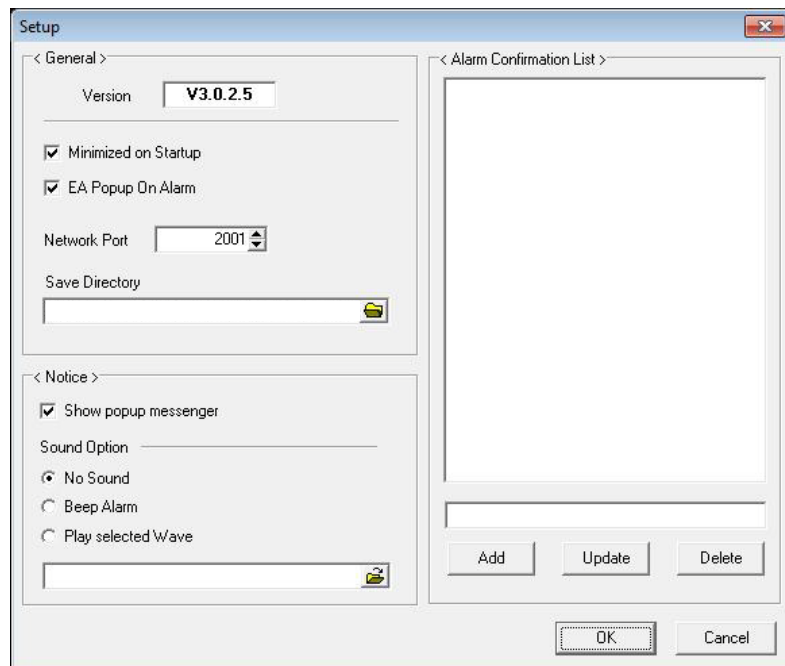 Setup
< General >
Version V3.0.2.5
Minimized on Startup
EA Popup On Alarm
Network Port 2001
Save Directory
< Notice >
Show popup messenger
Sound Option
No Sound
Beep Alarm
Play selected Wave
< Alarm Confirmation List >
Add Update Delete
OK Cancel